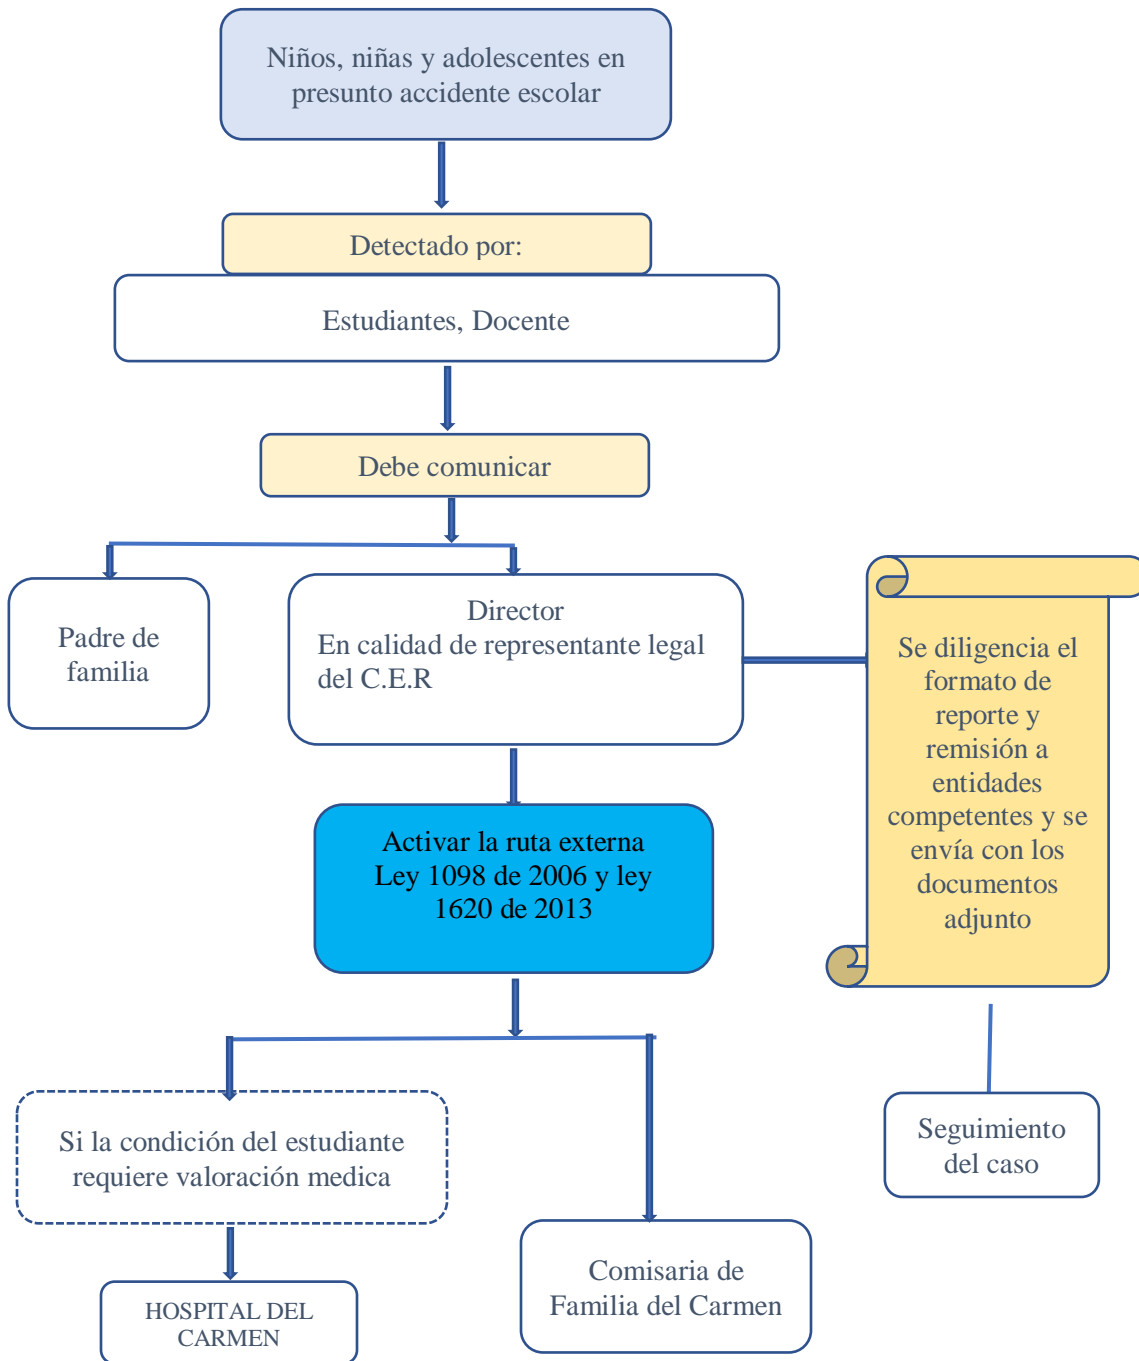 Niños, niñas y adolescentes en
presunto accidente escolar
Detectado por:
Estudiantes, Docente
Debe comunicar
Padre de
familia
Director
En calidad de representante legal
del C.E.R
Se diligencia el
formato de
reporte y
remisión a
entidades
competentes y se
envía con los
documentos
adjunto
Activar la ruta externa
Ley 1098 de 2006 y ley
1620 de 2013
Si la condición del estudiante
requiere valoración medica
Seguimiento
del caso
HOSPITAL DEL
CARMEN
Comisaria de
Familia del Carmen